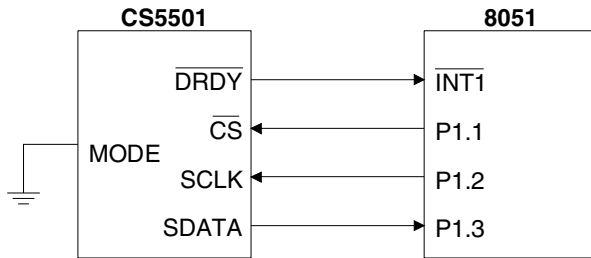 CS5501
8051
DRDY
INT1
CS
P1.1
MODE
SCLK
P1.2
SDATA
P1.3